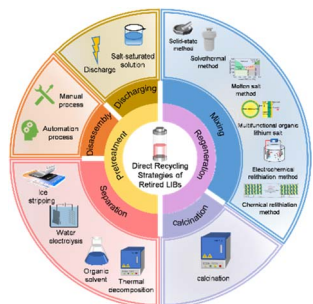 Direct Recycling
Strategies of
Retired LIBs
Pretreatment
Regeneration
Discharging
Discharge
Salt-saturated
solution
Disassembly
Manual
process
Automation
process
Separation
Ice
stripping
Water
electrolysis
Organic
solvent
Thermal
decomposition
Mixing
Solid-state
method
Solvothermal
method
Molten salt
method
Multifunctional organic
lithium salt
Electrochemical
relithiation method
Chemical relithiation
method
calcination
calcination